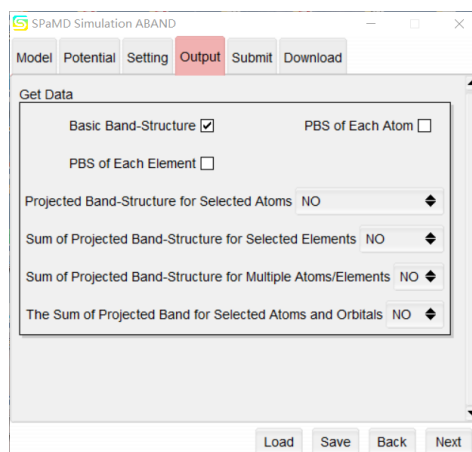 SPaMD Simulation ABAND
Model Potential Setting Output Submit Download
Get Data
Basic Band-Structure PBS of Each Atom
PBS of Each Element
Projected Band-Structure for Selected Atoms NO
Sum of Projected Band-Structure for Selected Elements NO
Sum of Projected Band-Structure for Multiple Atoms/Elements NO
The Sum of Projected Band for Selected Atoms and Orbitals NO
Load Save Back Next